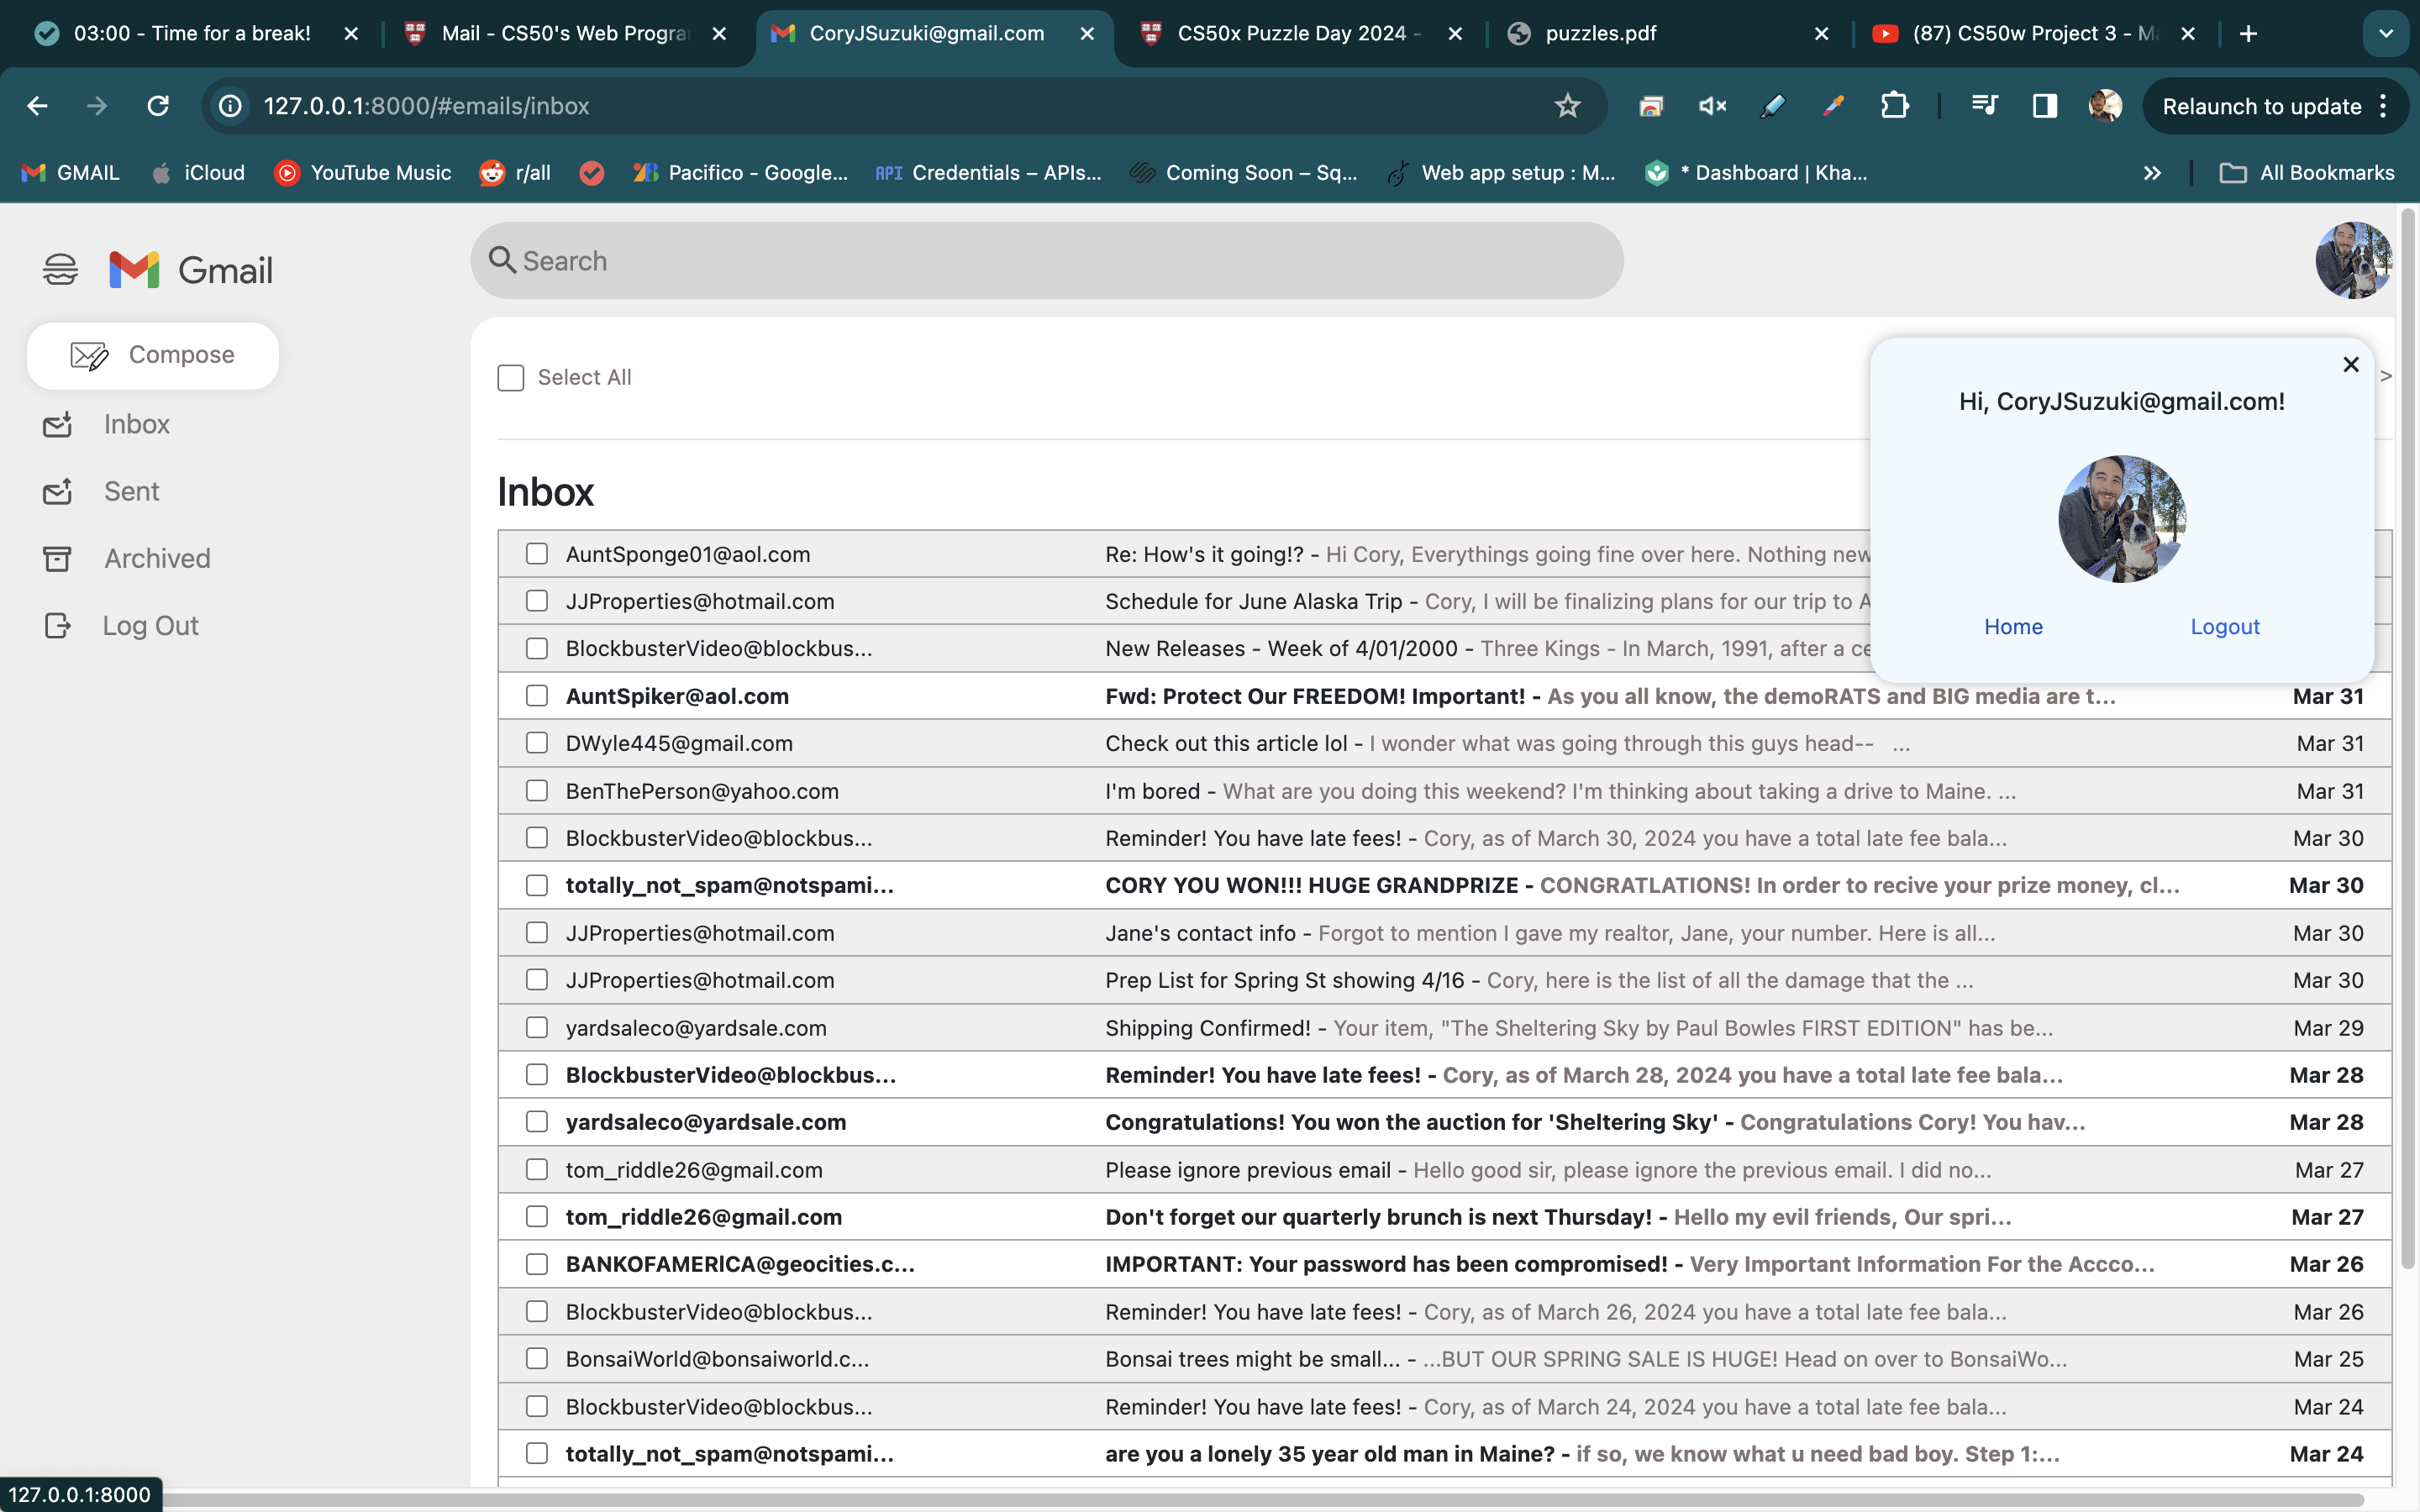 03:00 - Time for a break!
Mail - CS50's Web Progra
CoryJSuzuki@gmail.com
CS50x Puzzle Day 2024 -
puzzles.pdf
(87) CS50w Project 3 - Ma
127.0.0.1:8000/#emails/inbox
Relaunch to update
GMAIL
iCloud
YouTube Music
r/all
Pacifico - Google...
API Credentials – APIs...
Coming Soon – Sq...
Web app setup : M...
* Dashboard | Kha...
All Bookmarks
Gmail
Search
Compose
Inbox
Sent
Archived
Log Out
Select All
>
Hi, CoryJSuzuki@gmail.com!
Home
Logout
Inbox
AuntSponge01@aol.com Re: How's it going!? - Hi Cory, Everythings going fine over here. Nothing new
JJProperties@hotmail.com Schedule for June Alaska Trip - Cory, I will be finalizing plans for our trip to A
BlockbusterVideo@blockbus... New Releases - Week of 4/01/2000 - Three Kings - In March, 1991, after a ce
AuntSpiker@aol.com Fwd: Protect Our FREEDOM! Important! - As you all know, the demoRATS and BIG media are t... Mar 31
DWyle445@gmail.com Check out this article lol - I wonder what was going through this guys head-- ... Mar 31
BenThePerson@yahoo.com I'm bored - What are you doing this weekend? I'm thinking about taking a drive to Maine. ... Mar 31
BlockbusterVideo@blockbus... Reminder! You have late fees! - Cory, as of March 30, 2024 you have a total late fee bala... Mar 30
totally_not_spam@notspami... CORY YOU WON!!! HUGE GRANDPRIZE - CONGRATLATIONS! In order to recive your prize money, cl... Mar 30
JJProperties@hotmail.com Jane's contact info - Forgot to mention I gave my realtor, Jane, your number. Here is all... Mar 30
JJProperties@hotmail.com Prep List for Spring St showing 4/16 - Cory, here is the list of all the damage that the ... Mar 30
yardsaleco@yardsale.com Shipping Confirmed! - Your item, "The Sheltering Sky by Paul Bowles FIRST EDITION" has be... Mar 29
BlockbusterVideo@blockbus... Reminder! You have late fees! - Cory, as of March 28, 2024 you have a total late fee bala... Mar 28
yardsaleco@yardsale.com Congratulations! You won the auction for 'Sheltering Sky' - Congratulations Cory! You hav... Mar 28
tom_riddle26@gmail.com Please ignore previous email - Hello good sir, please ignore the previous email. I did no... Mar 27
tom_riddle26@gmail.com Don't forget our quarterly brunch is next Thursday! - Hello my evil friends, Our spri... Mar 27
BANKOFAMERICA@geocities.c... IMPORTANT: Your password has been compromised! - Very Important Information For the Accco... Mar 26
BlockbusterVideo@blockbus... Reminder! You have late fees! - Cory, as of March 26, 2024 you have a total late fee bala... Mar 26
BonsaiWorld@bonsaiworld.c... Bonsai trees might be small... - ...BUT OUR SPRING SALE IS HUGE! Head on over to BonsaiWo... Mar 25
BlockbusterVideo@blockbus... Reminder! You have late fees! - Cory, as of March 24, 2024 you have a total late fee bala... Mar 24
totally_not_spam@notspami... are you a lonely 35 year old man in Maine? - if so, we know what u need bad boy. Step 1:... Mar 24
127.0.0.1:8000